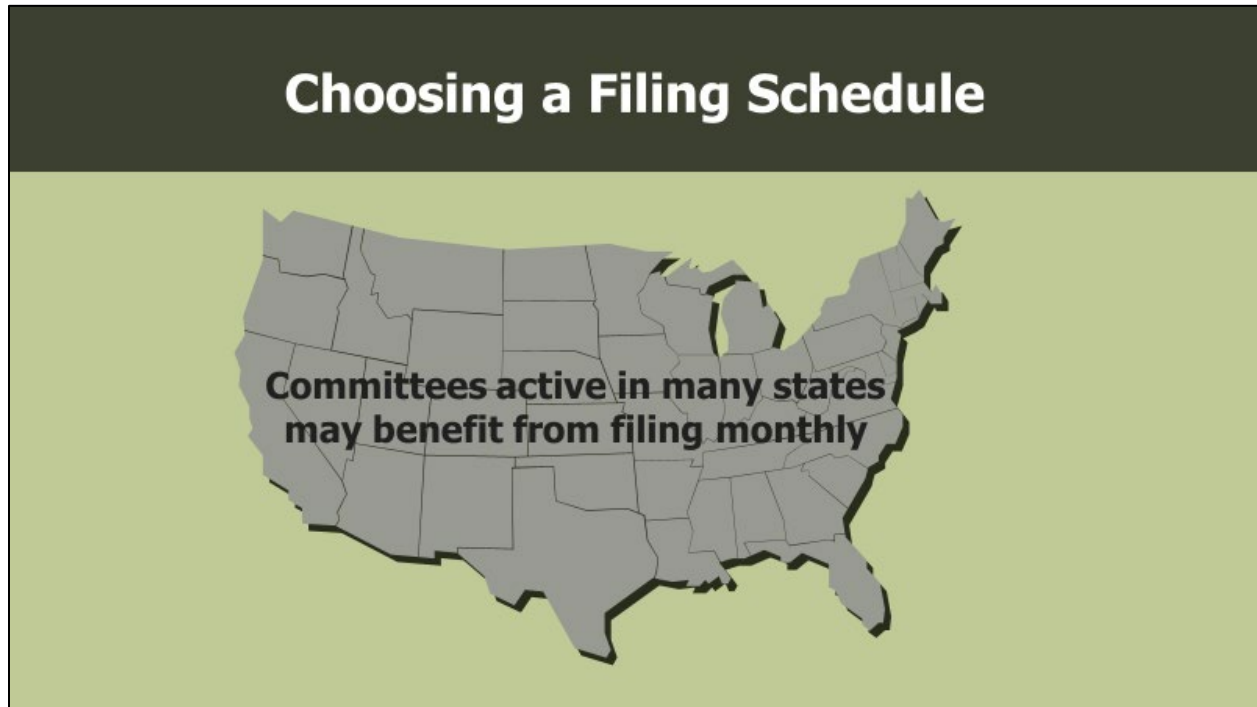 Choosing a Filing Schedule
Committees active in many states
may benefit from filing monthly